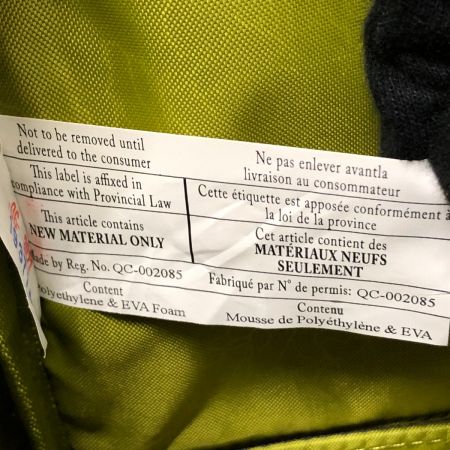 Not to be removed until
delivered to the consumer
This label is affixed in
compliance with Provincial Law
This article contains
NEW MATERIAL ONLY
Made by Reg. No. QC-002085
Content
Polyethylene & EVA Foam
Ne pas enlever avantla
livraison au consommateur
Cette étiquette est apposée conformément à
la loi de la province
Cet article contient des
MATÉRIAUX NEUFS
SEULEMENT
Fabriqué par N° de permis: QC-002085
Contenu
Mousse de Polyéthylène & EVA